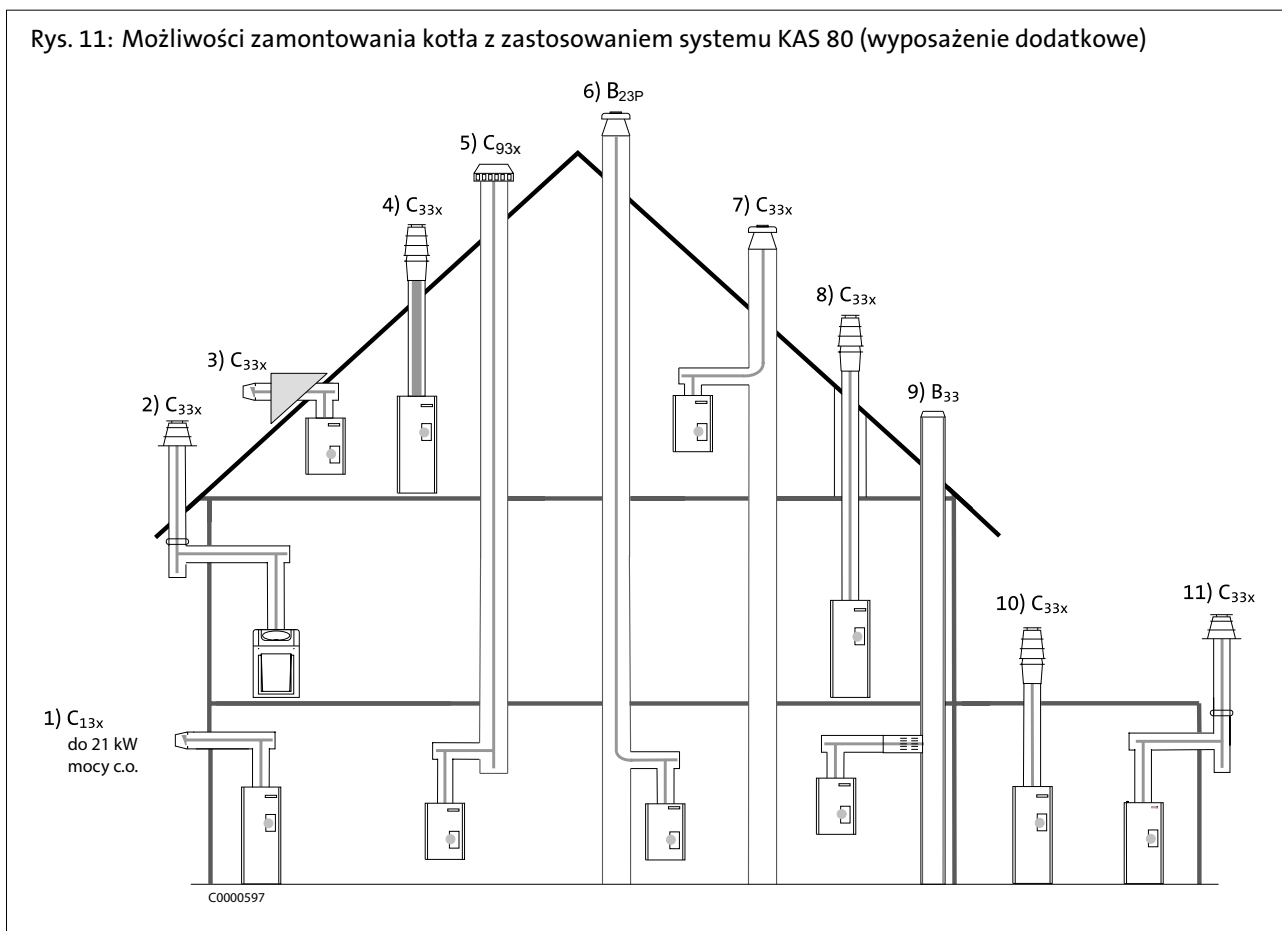 Rys. 11: Możliwości zamontowania kotła z zastosowaniem systemu KAS 80 (wyposażenie dodatkowe)
6) B23P
5) C93x
4) C33x
7) C33x
8) C33x
3) C33x
9) B33
2) C33x
10) C33x
11) C33x
1) C13x
do 21 kW
mocy c.o.
C0000597